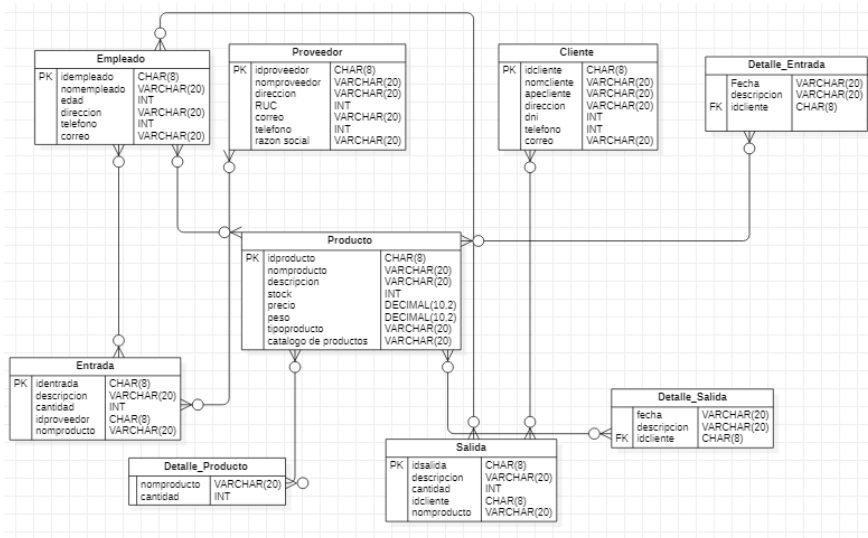 Empleado
PK idempleado CHAR(8)
nomempleado VARCHAR(20)
edad INT
direccion VARCHAR(20)
telefono INT
correo VARCHAR(20)
Proveedor
PK idproveedor CHAR(8)
nomproveedor VARCHAR(20)
direccion VARCHAR(20)
RUC INT
correo VARCHAR(20)
telefono INT
razon social VARCHAR(20)
Cliente
PK idcliente CHAR(8)
nomcliente VARCHAR(20)
apecliente VARCHAR(20)
direccion VARCHAR(20)
dni INT
telefono INT
correo VARCHAR(20)
Detalle_Entrada
Fecha VARCHAR(20)
descripcion VARCHAR(20)
FK idcliente CHAR(8)
Producto
PK idproducto CHAR(8)
nomproducto VARCHAR(20)
descripcion VARCHAR(20)
stock INT
precio DECIMAL(10,2)
peso DECIMAL(10,2)
tipoproducto VARCHAR(20)
catalogo de productos VARCHAR(20)
Entrada
PK identrada CHAR(8)
descripcion VARCHAR(20)
cantidad INT
idproveedor CHAR(8)
nomproducto VARCHAR(20)
Detalle_Salida
fecha VARCHAR(20)
descripcion VARCHAR(20)
FK idcliente CHAR(8)
Detalle_Producto
nomproducto VARCHAR(20)
cantidad INT
Salida
PK idsalida CHAR(8)
descripcion VARCHAR(20)
cantidad INT
idcliente CHAR(8)
nomproducto VARCHAR(20)